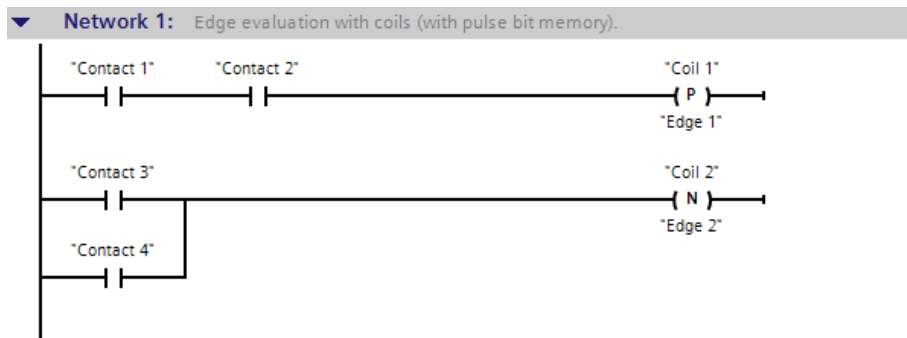 Network 1: Edge evaluation with coils (with pulse bit memory).
"Contact 1" "Contact 2" "Coil 1"
P
"Edge 1"
"Contact 3" "Coil 2"
N
"Edge 2"
"Contact 4"